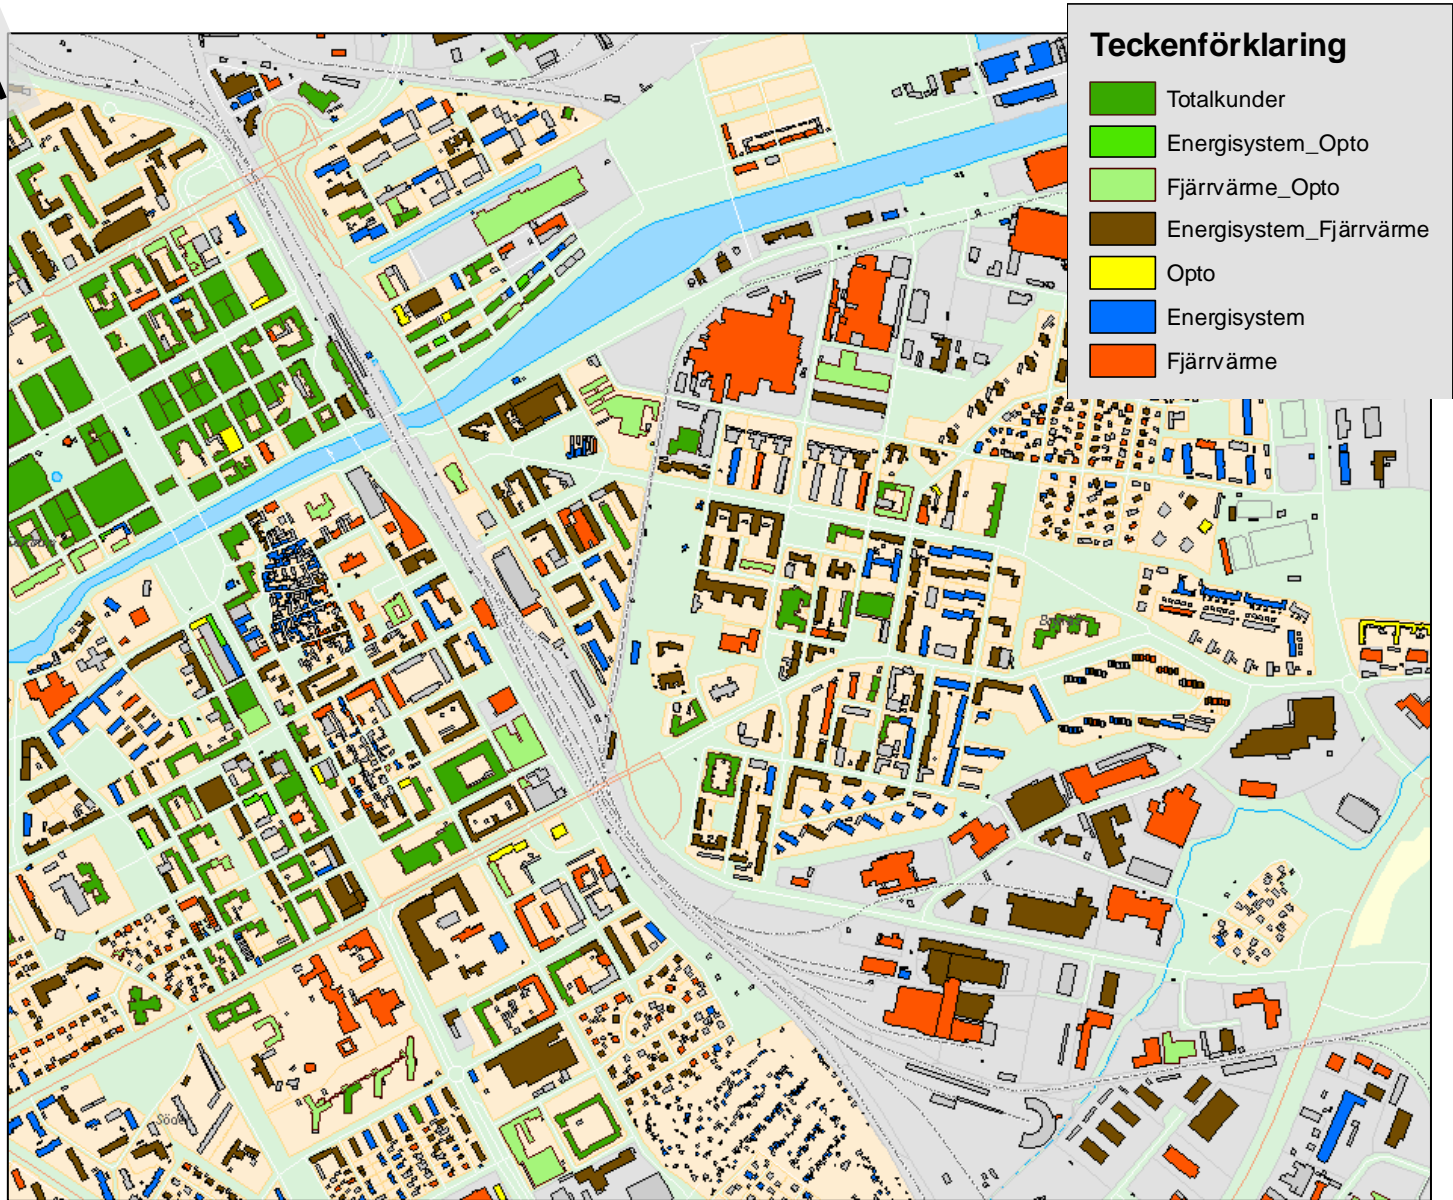 Teckenförklaring
Totalkunder
Energisystem_Opto
Fjärrvärme_Opto
Energisystem_Fjärrvärme
Opto
Energisystem
Fjärrvärme